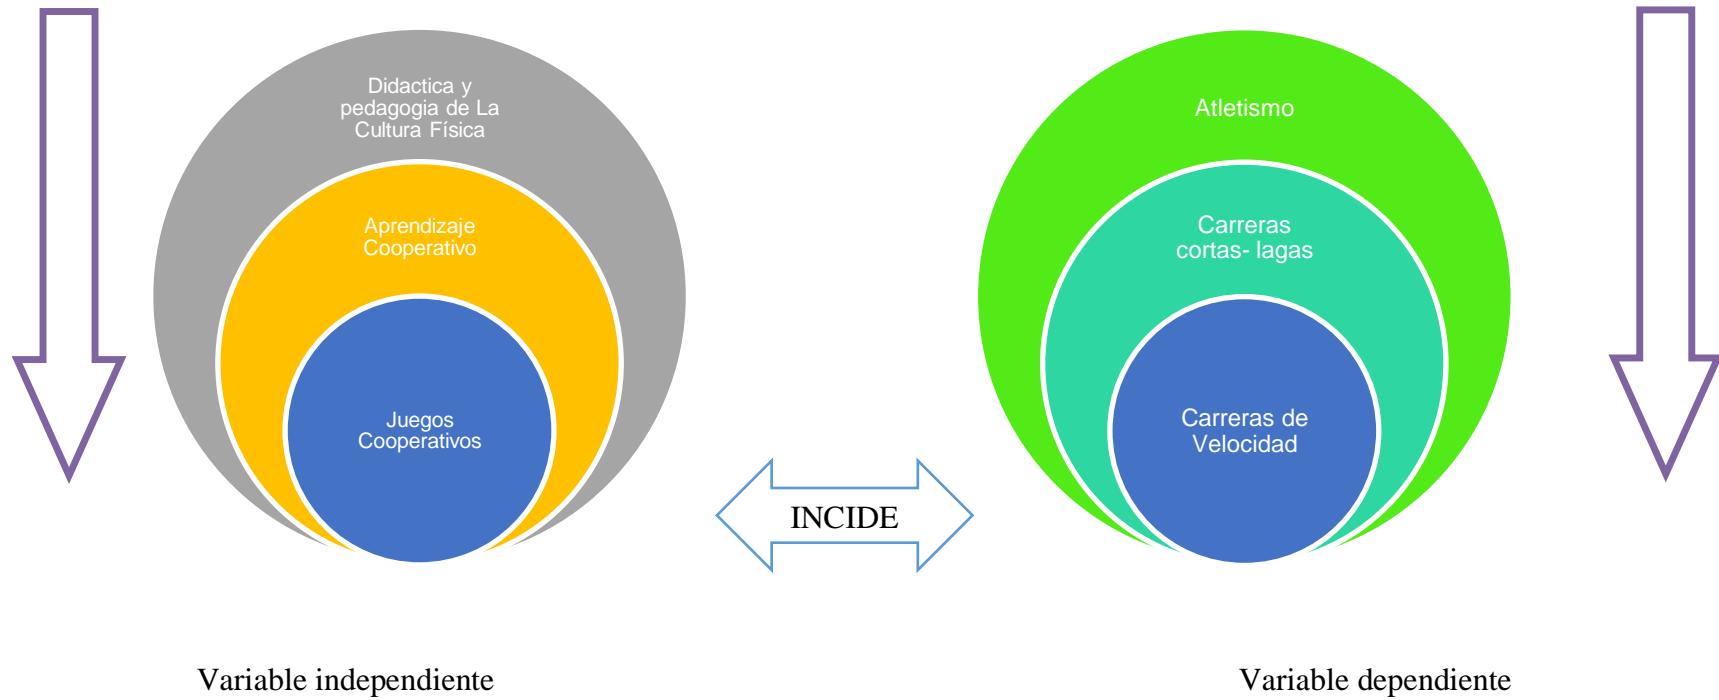 Didactica y
pedagogia de La
Cultura Física
Aprendizaje
Cooperativo
Juegos
Cooperativos
Atletismo
Carreras
cortas- lagas
Carreras de
Velocidad
INCIDE
Variable independiente
Variable dependiente